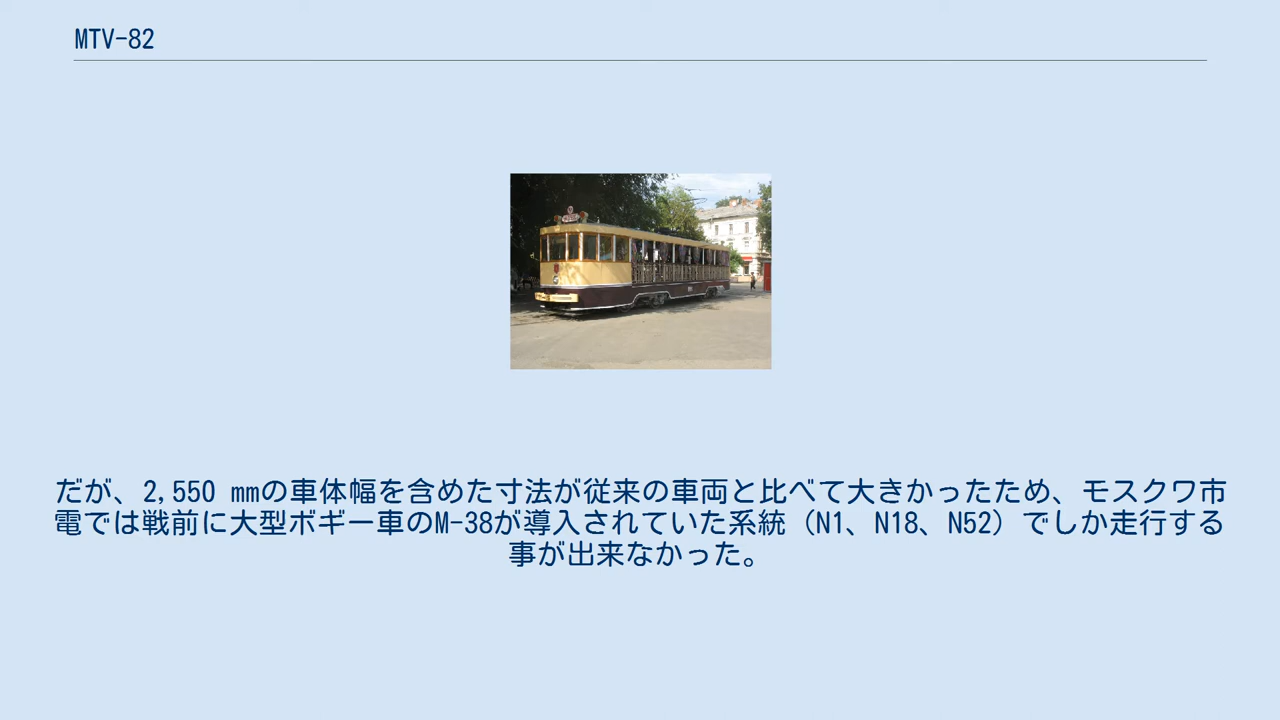 MTV-82
だが、2,550 mmの車体幅を含めた寸法が従来の車両と比べて大きかったため、モスクワ市
電では戦前に大型ボギー車のM-38が導入されていた系統（N1、N18、N52）でしか走行する
事が出来なかった。